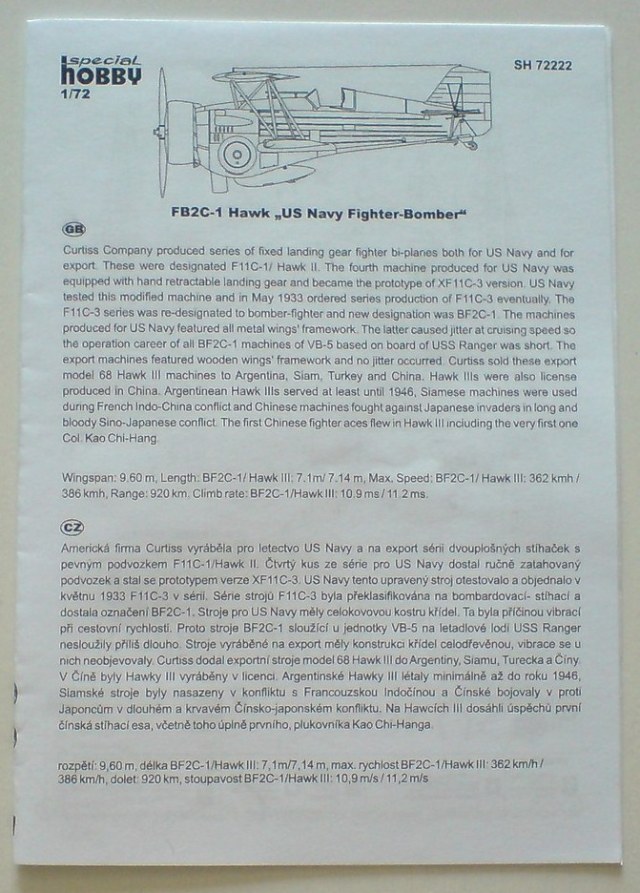 special
hOBBY
1/72
SH 72222
FB2C-1 Hawk „US Navy Fighter-Bomber“
GB
Curtiss Company produced series of fixed landing gear fighter bi-planes both for US Navy and for
export. These were designated F11C-1/ Hawk II. The fourth machine produced for US Navy was
equipped with hand retractable landing gear and became the prototype of XF11C-3 version. US Navy
tested this modified machine and in May 1933 ordered series production of F11C-3 eventually. The
F11C-3 series was re-designated to bomber-fighter and new designation was BF2C-1. The machines
produced for US Navy featured all metal wings' framework. The latter caused jitter at cruising speed so
the operation career of all BF2C-1 machines of VB-5 based on board of USS Ranger was short. The
export machines featured wooden wings' framework and no jitter occurred. Curtiss sold these export
model 68 Hawk III machines to Argentina, Siam, Turkey and China. Hawk IIIs were also license
produced in China. Argentinean Hawk IIIs served at least until 1946, Siamese machines were used
during French Indo-China conflict and Chinese machines fought against Japanese invaders in long and
bloody Sino-Japanese conflict. The first Chinese fighter aces flew in Hawk III including the very first one
Col. Kao Chi-Hang.
Wingspan: 9,60 m, Length: BF2C-1/ Hawk III: 7.1m/ 7.14 m, Max. Speed: BF2C-1/ Hawk III: 362 kmh /
386 kmh, Range: 920 km. Climb rate: BF2C-1/Hawk III: 10.9 ms / 11.2 ms.
CZ
Americká firma Curtiss vyráběla pro letectvo US Navy a na export sérii dvouplošných stíhaček s
pevným podvozkem F11C-1/Hawk II. Čtvrtý kus ze série pro US Navy dostal ručně zatahovaný
podvozek a stal se prototypem verze XF11C-3. US Navy tento upravený stroj otestovalo a objednalo v
květnu 1933 F11C-3 v sérii. Série strojů F11C-3 byla překlasifikována na bombardovací- stíhací a
dostala označení BF2C-1. Stroje pro US Navy měly celokovovou kostru křídel. Ta byla příčinou vibrací
při cestovní rychlosti. Proto stroje BF2C-1 sloužící u jednotky VB-5 na letadlové lodi USS Ranger
nesloužily příliš dlouho. Stroje vyráběné na export měly konstrukci křídel celodřevěnou, vibrace se u
nich neobjevovaly. Curtiss dodal exportní stroje model 68 Hawk III do Argentiny, Siamu, Turecka a Číny.
V Číně byly Hawky III vyráběny v licenci. Argentinské Hawky III létaly minimálně až do roku 1946,
Siamské stroje byly nasazeny v konfliktu s Francouzskou Indočínou a Čínské bojovaly v proti
Japoncům v dlouhém a krvavém Čínsko-japonském konfliktu. Na Hawcích III dosáhli úspěchů první
čínská stíhací esa, včetně toho úplně prvního, plukovníka Kao Chi-Hanga.
rozpětí: 9,60 m, délka BF2C-1/Hawk III: 7,1m/7,14 m, max. rychlost BF2C-1/Hawk III: 362 km/h /
386 km/h, dolet: 920 km, stoupavost BF2C-1/Hawk III: 10,9 m/s / 11,2 m/s